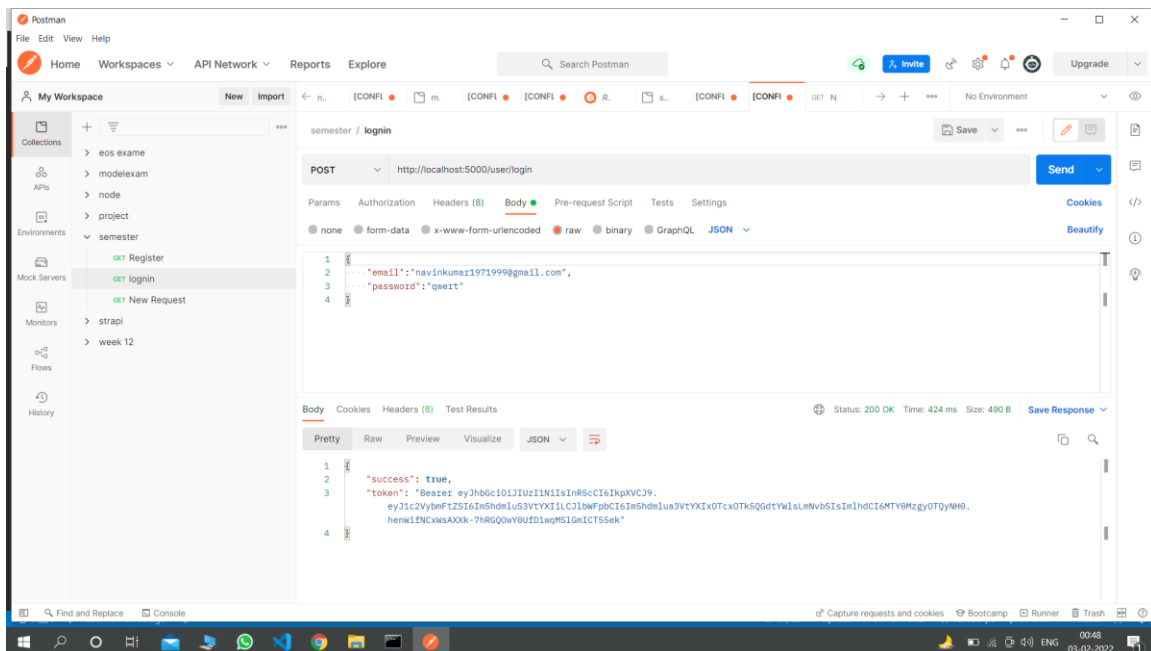 Postman
File Edit View Help
Home Workspaces API Network Reports Explore Search Postman Invite Upgrade
My Workspace New Import n.. [CONFL m. [CONFL [CONFL R.. s.. [CONFL [CONFI GET N No Environment
Collections
APIs
Environments
Mock Servers
Monitors
Flows
History
eos exame
modelexam
node
project
semester
GET Register
GET lognin
GET New Request
strapi
week 12
semester / lognin Save
POST http://localhost:5000/user/login Send
Params Authorization Headers (8) Body Pre-request Script Tests Settings Cookies
none form-data x-www-form-urlencoded raw binary GraphQL JSON Beautify
1 {
2 "email":"navinkumar1971999@gmail.com",
3 "password":"qwert"
4 }
Body Cookies Headers (8) Test Results Status: 200 OK Time: 424 ms Size: 490 B Save Response
Pretty Raw Preview Visualize JSON
1 {
2 "success": true,
3 "token": "Bearer
4 }
Find and Replace Console Capture requests and cookies Bootcamp Runner Trash
ENG 00:48
03-02-2022